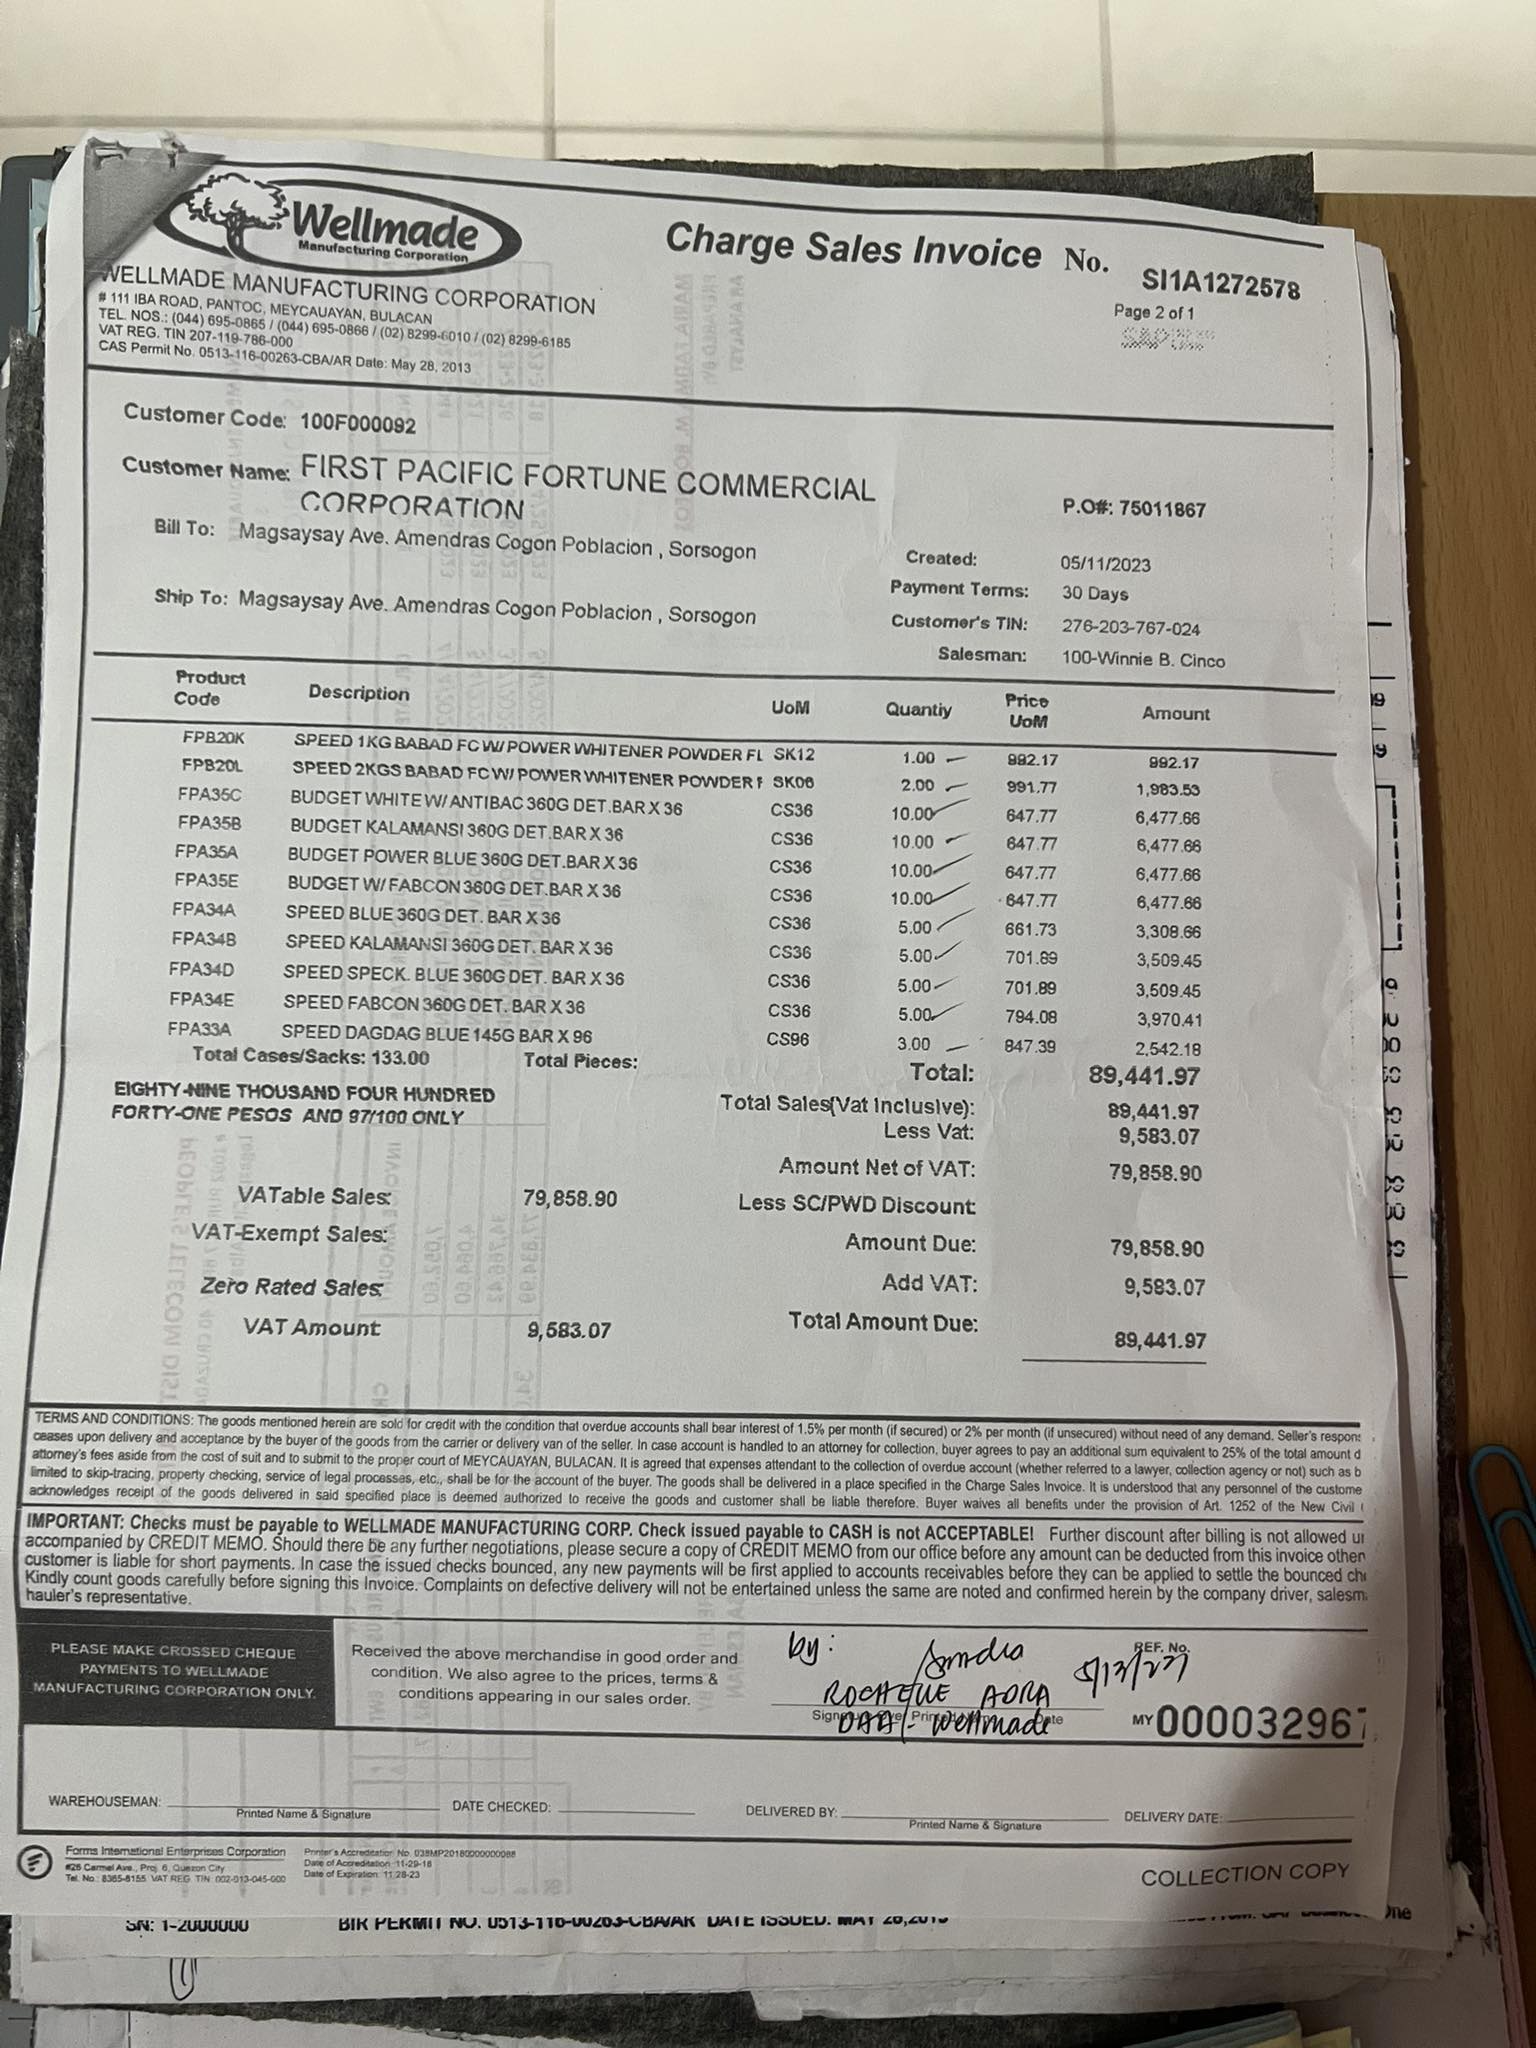 Wellmade
Manufacturing Corporation
Charge Sales Invoice No. SI1A1272578
Page 2 of 1
WELLMADE MANUFACTURING CORPORATION
# 111 IBA ROAD, PANTOC, MEYCAUAYAN, BULACAN
TEL. NOS.: (044) 695-0865 / (044) 695-0866 / (02) 8299-6010 / (02) 8299-6185
VAT REG. TIN 207-119-786-000
CAS Permit No. 0513-116-00263-CBA/AR Date: May 28, 2013
Customer Code: 100F000092
Customer Name: FIRST PACIFIC FORTUNE COMMERCIAL
CORPORATION
P.O#: 75011867
Bill To: Magsaysay Ave. Amendras Cogon Poblacion , Sorsogon
Created: 05/11/2023
Payment Terms: 30 Days
Ship To: Magsaysay Ave. Amendras Cogon Poblacion , Sorsogon
Customer's TIN: 276-203-767-024
Salesman: 100-Winnie B. Cinco
Product Code Description UoM Quantiy Price UoM Amount
FPB20K SPEED 1KG BABAD FC W/ POWER WHITENER POWDER FL SK12 1.00 992.17 992.17
FPB20L SPEED 2KGS BABAD FC W/ POWER WHITENER POWDER F SK06 2.00 991.77 1,983.53
FPA35C BUDGET WHITE W/ ANTIBAC 360G DET.BAR X 36 CS36 10.00 647.77 6,477.66
FPA35B BUDGET KALAMANSI 360G DET.BAR X 36 CS36 10.00 647.77 6,477.66
FPA35A BUDGET POWER BLUE 360G DET.BAR X 36 CS36 10.00 647.77 6,477.66
FPA35E BUDGET W/ FABCON 360G DET.BAR X 36 CS36 10.00 647.77 6,477.66
FPA34A SPEED BLUE 360G DET. BAR X 36 CS36 5.00 661.73 3,308.66
FPA34B SPEED KALAMANSI 360G DET. BAR X 36 CS36 5.00 701.89 3,509.45
FPA34D SPEED SPECK. BLUE 360G DET. BAR X 36 CS36 5.00 701.89 3,509.45
FPA34E SPEED FABCON 360G DET. BAR X 36 CS36 5.00 794.08 3,970.41
FPA33A SPEED DAGDAG BLUE 145G BAR X 96 CS96 3.00 847.39 2,542.18
Total Cases/Sacks: 133.00 Total Pieces: Total: 89,441.97
EIGHTY-NINE THOUSAND FOUR HUNDRED
FORTY-ONE PESOS AND 97/100 ONLY
Total Sales(Vat Inclusive): 89,441.97
Less Vat: 9,583.07
Amount Net of VAT: 79,858.90
VATable Sales: 79,858.90 Less SC/PWD Discount:
VAT-Exempt Sales: Amount Due: 79,858.90
Zero Rated Sales: Add VAT: 9,583.07
VAT Amount: 9,583.07 Total Amount Due: 89,441.97
TERMS AND CONDITIONS: The goods mentioned herein are sold for credit with the condition that overdue accounts shall bear interest of 1.5% per month (if secured) or 2% per month (if unsecured) without need of any demand. Seller's respons
ceases upon delivery and acceptance by the buyer of the goods from the carrier or delivery van of the seller. In case account is handled to an attorney for collection, buyer agrees to pay an additional sum equivalent to 25% of the total amount d
attorney's fees aside from the cost of suit and to submit to the proper court of MEYCAUAYAN, BULACAN. It is agreed that expenses attendant to the collection of overdue account (whether referred to a lawyer, collection agency or not) such as b
limited to skip-tracing, property checking, service of legal processes, etc., shall be for the account of the buyer. The goods shall be delivered in a place specified in the Charge Sales Invoice. It is understood that any personnel of the custome
acknowledges receipt of the goods delivered in said specified place is deemed authorized to receive the goods and customer shall be liable therefore. Buyer waives all benefits under the provision of Art. 1252 of the New Civil
IMPORTANT: Checks must be payable to WELLMADE MANUFACTURING CORP. Check issued payable to CASH is not ACCEPTABLE! Further discount after billing is not allowed un
accompanied by CREDIT MEMO. Should there be any further negotiations, please secure a copy of CREDIT MEMO from our office before any amount can be deducted from this invoice other
customer is liable for short payments. In case the issued checks bounced, any new payments will be first applied to accounts receivables before they can be applied to settle the bounced che
Kindly count goods carefully before signing this Invoice. Complaints on defective delivery will not be entertained unless the same are noted and confirmed herein by the company driver, salesm
hauler's representative.
PLEASE MAKE CROSSED CHEQUE
PAYMENTS TO WELLMADE
MANUFACTURING CORPORATION ONLY.
Received the above merchandise in good order and
condition. We also agree to the prices, terms &
conditions appearing in our sales order.
by:
Signature Over Printed Name Date
Wellmade
REF. No.
MY 000032967
WAREHOUSEMAN: DATE CHECKED: DELIVERED BY: DELIVERY DATE:
Printed Name & Signature Printed Name & Signature
Forms International Enterprises Corporation
#26 Carmel Ave., Proj. 6, Quezon City
Tel. No.: 8365-8155 VAT REG. TIN 002-013-045-000
Printer's Accreditation No. 038MP20180000000088
Date of Accreditation: 11-29-18
Date of Expiration: 11-28-23
COLLECTION COPY
SN: 1-2000000 BIR PERMIT NO. 0513-116-00263-CBA/AR DATE ISSUED: MAY 28,2013